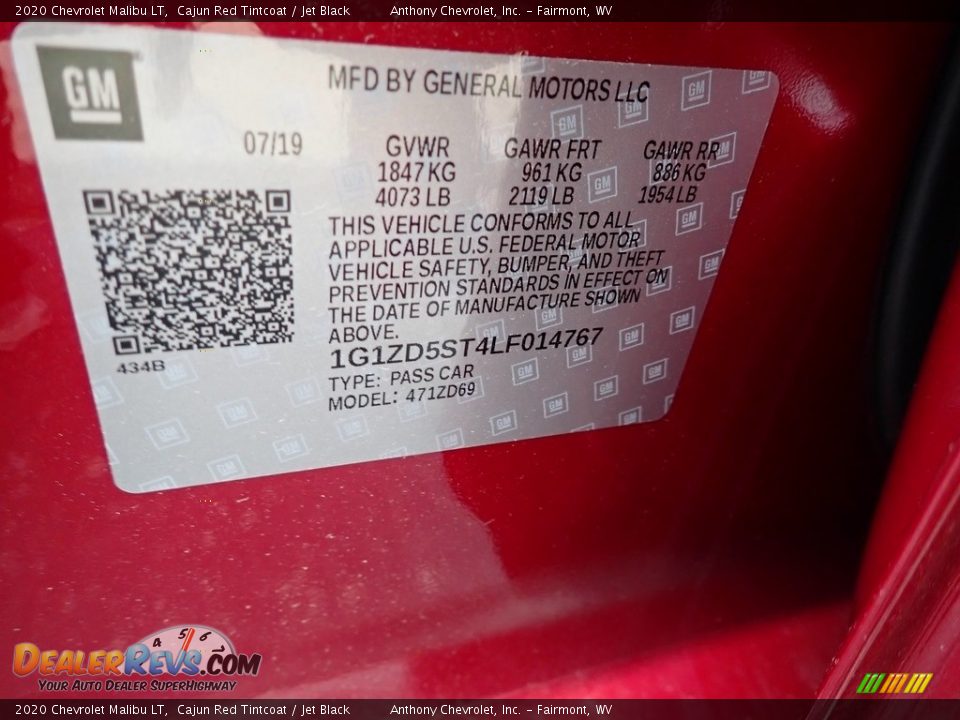 2020 Chevrolet Malibu LT,  Cajun Red Tintcoat / Jet Black        Anthony Chevrolet, Inc. - Fairmont, WV
GM
MFD BY GENERAL MOTORS LLC
07/19
GVWR GAWR FRT GAWR RR
1847 KG 961 KG 886 KG
4073 LB 2119 LB 1954 LB
THIS VEHICLE CONFORMS TO ALL
APPLICABLE U.S. FEDERAL MOTOR
VEHICLE SAFETY, BUMPER, AND THEFT
PREVENTION STANDARDS IN EFFECT ON
THE DATE OF MANUFACTURE SHOWN
ABOVE.
434B
1G1ZD5ST4LF014767
TYPE: PASS CAR
MODEL: 471ZD69
4 5 6
DEALERREVS.COM
YOUR AUTO DEALER SUPERHIGHWAY
2020 Chevrolet Malibu LT,  Cajun Red Tintcoat / Jet Black        Anthony Chevrolet, Inc. - Fairmont, WV